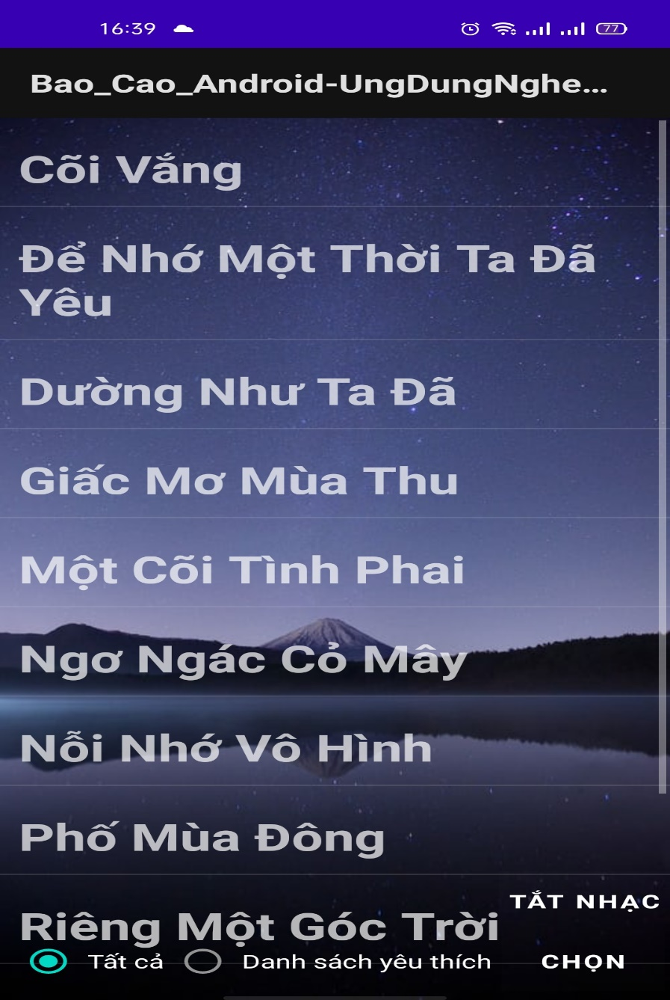 16:39
77
Bao_Cao_Android-UngDungNghe...
Cõi Vắng
Để Nhớ Một Thời Ta Đã
Yêu
Dường Như Ta Đã
Giấc Mơ Mùa Thu
Một Cõi Tình Phai
Ngơ Ngác Cỏ Mây
Nỗi Nhớ Vô Hình
Phố Mùa Đông
TẮT NHẠC
Riêng Một Góc Trời
Tất cả Danh sách yêu thích CHỌN